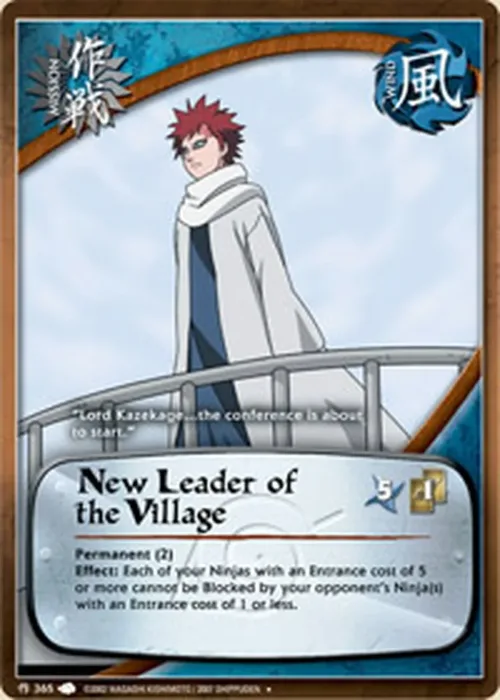 作戦
MISSION
風
WIND
"Lord Kazekage...the conference is about
to start."
New Leader of
the Village
5
1
Permanent (2)
Effect: Each of your Ninjas with an Entrance cost of 5
or more cannot be Blocked by your opponent's Ninja(s)
with an Entrance cost of 1 or less.
365 ©2002 MASASHI KISHIMOTO / 2007 SHIPPUDEN